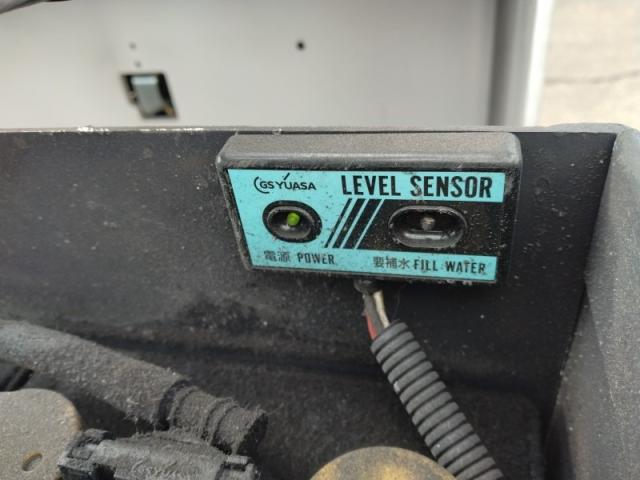 GS YUASA LEVEL SENSOR
電源 POWER 要補水 FILL WATER